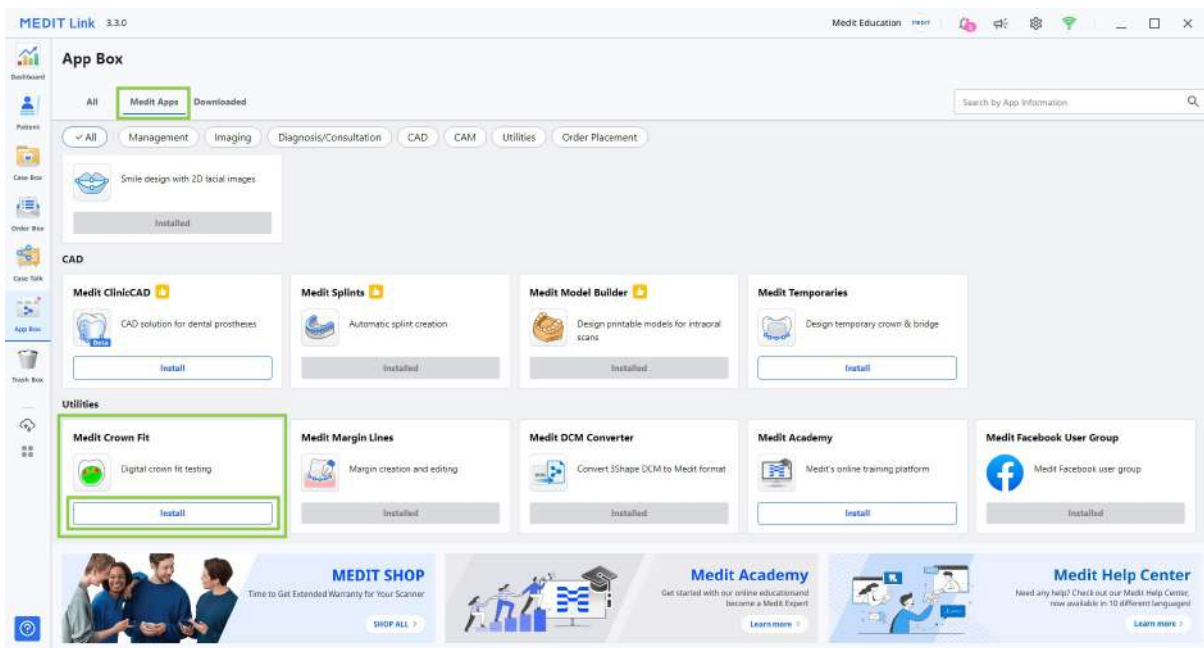 MEDIT Link 3.3.0
Medit Education
MEDIT
Dashboard
Patient
Case Box
Order Box
Case Talk
App Box
Trash Box
App Box
All
Medit Apps
Downloaded
Search by App Information
All
Management
Imaging
Diagnosis/Consultation
CAD
CAM
Utilities
Order Placement
Smile design with 2D facial images
Installed
CAD
Medit ClinicCAD
CAD solution for dental prostheses
Beta
Install
Medit Splints
Automatic splint creation
Installed
Medit Model Builder
Design printable models for intraoral
scans
Installed
Medit Temporaries
Design temporary crown & bridge
Install
Utilities
Medit Crown Fit
Digital crown fit testing
Install
Medit Margin Lines
Margin creation and editing
Installed
Medit DCM Converter
Convert 3Shape DCM to Medit format
Installed
Medit Academy
Medit's online training platform
Install
Medit Facebook User Group
Medit Facebook user group
Installed
MEDIT SHOP
Time to Get Extended Warranty for Your Scanner
SHOP ALL >
Medit Academy
Get started with our online educationand
become a Medit Expert
Learn more >
Medit Help Center
Need any help? Check out our Medit Help Center,
now available in 10 different languaged
Learn more >